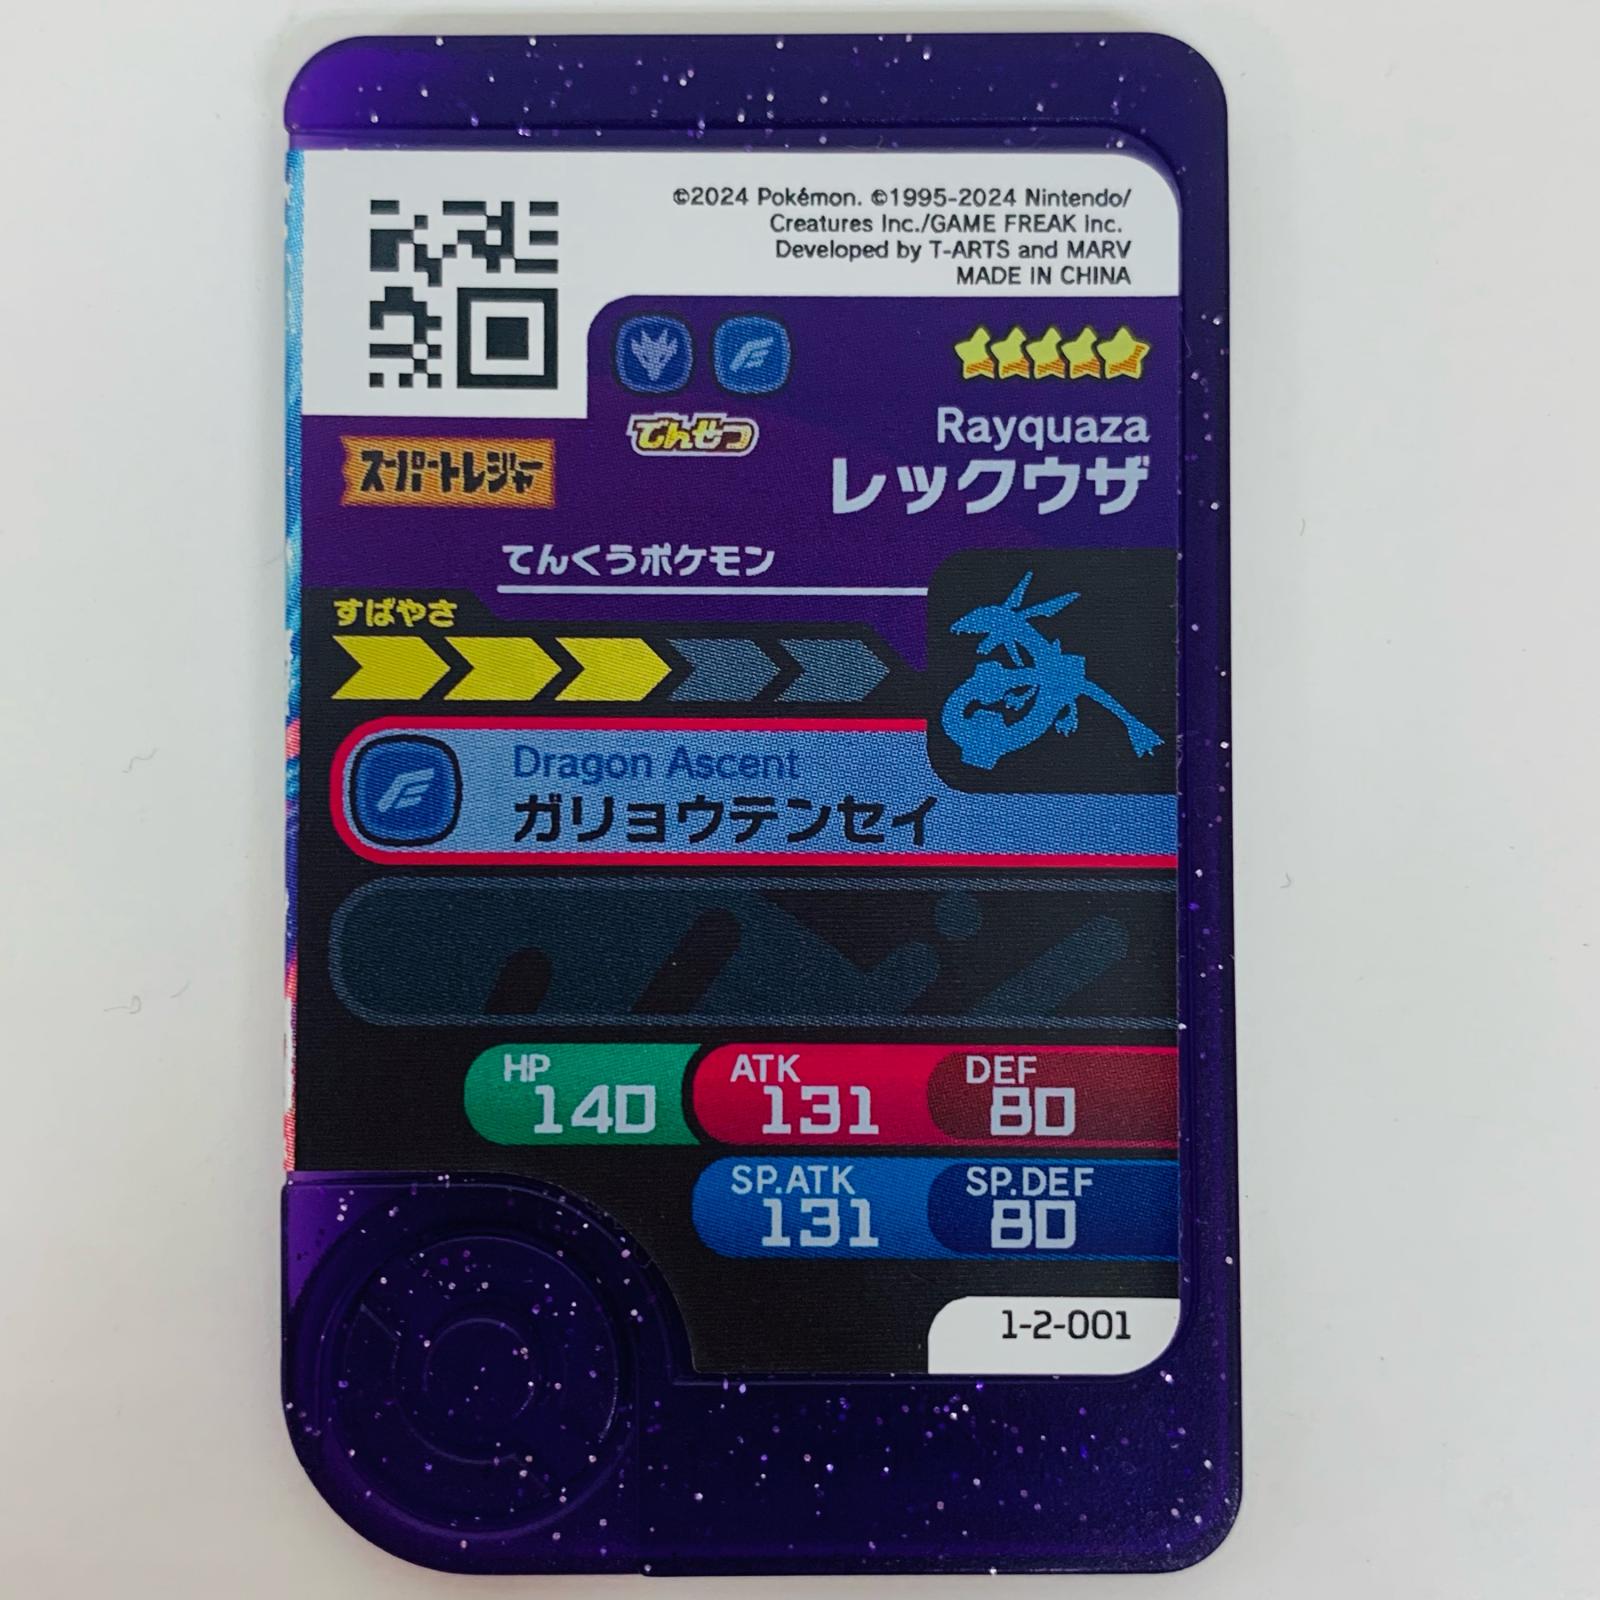 ©2024 Pokémon. ©1995-2024 Nintendo/
Creatures Inc./GAME FREAK inc.
Developed by T-ARTS and MARV
MADE IN CHINA
でんせつ
スーパートレジャー
Rayquaza
レックウザ
てんくうポケモン
すばやさ
Dragon Ascent
ガリョウテンセイ
HP
140
ATK
131
DEF
80
SP.ATK
131
SP.DEF
80
1-2-001